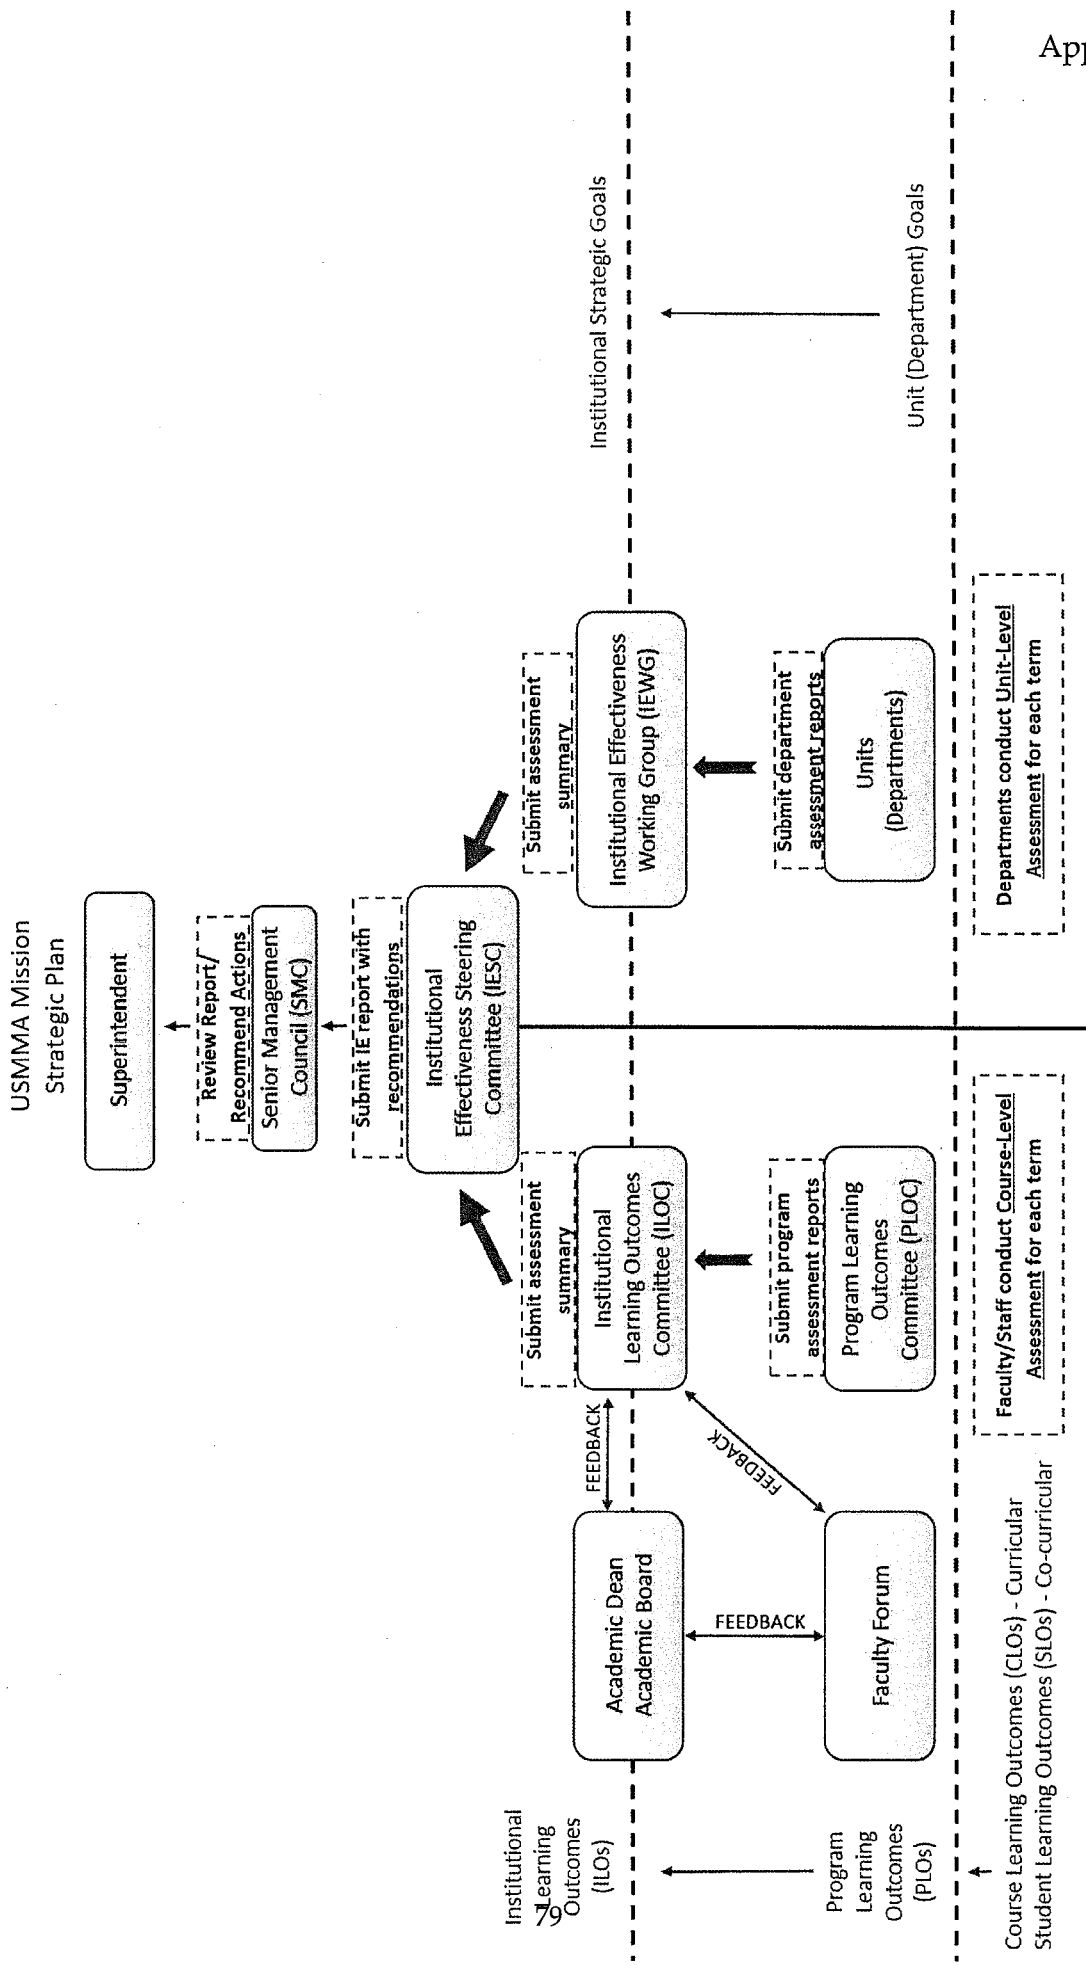 App
USMMA Mission
Strategic Plan
Superintendent
Review Report/
Recommend Actions
Senior Management
Council (SMC)
Submit IE report with
recommendations
Institutional
Effectiveness Steering
Committee (IESC)
Submit assessment
summary
Institutional
Learning Outcomes
Committee (ILOC)
Submit assessment
summary
Institutional Effectiveness
Working Group (IEWG)
Institutional Strategic Goals
Institutional
Learning
Outcomes
(ILOs)
79
Academic Dean
Academic Board
FEEDBACK
FEEDBACK
FEEDBACK
Submit program
assessment reports
Submit department
assessment reports
Program
Learning
Outcomes
(PLOs)
Faculty Forum
Program Learning
Outcomes
Committee (PLOC)
Units
(Departments)
Unit (Department) Goals
Course Learning Outcomes (CLOs) - Curricular
Student Learning Outcomes (SLOs) - Co-curricular
Faculty/Staff conduct Course-Level
Assessment for each term
Departments conduct Unit-Level
Assessment for each term